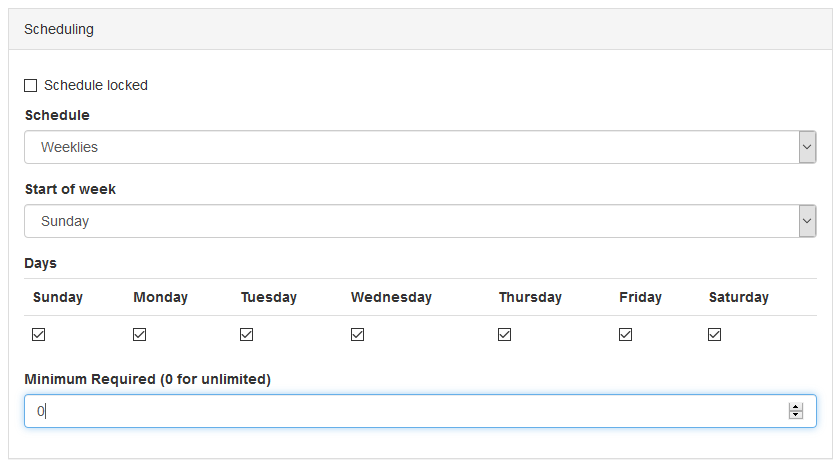 Scheduling
Schedule locked
Schedule
Weeklies
Start of week
Sunday
Days
Sunday Monday Tuesday Wednesday Thursday Friday Saturday
Minimum Required (0 for unlimited)
0